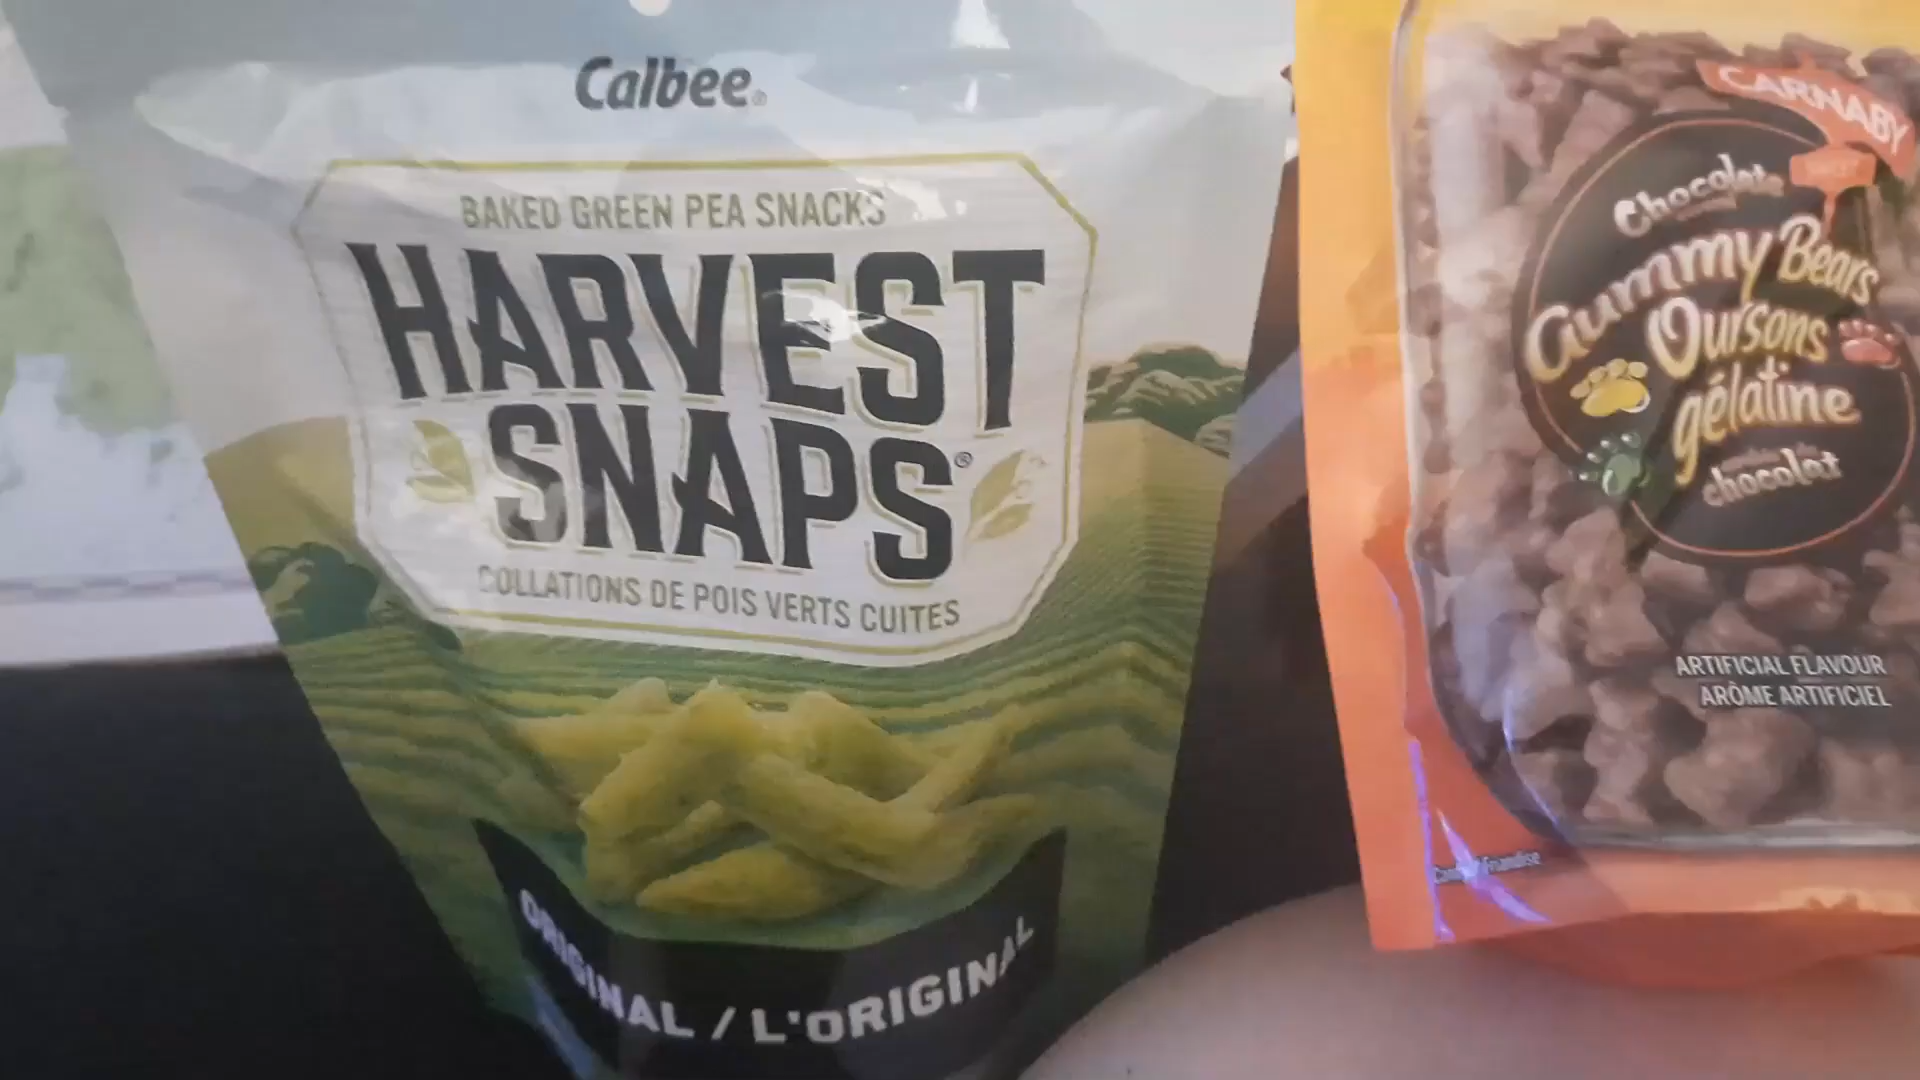 Calbee®
BAKED GREEN PEA SNACKS
HARVEST
SNAPS®
COLLATIONS DE POIS VERTS CUITES
ORIGINAL / L'ORIGINAL
CARNABY
SWEET
Chocolate
Gummy Bears
Oursons
gélatine
chocolat
ARTIFICIAL FLAVOUR
ARÔME ARTIFICIEL